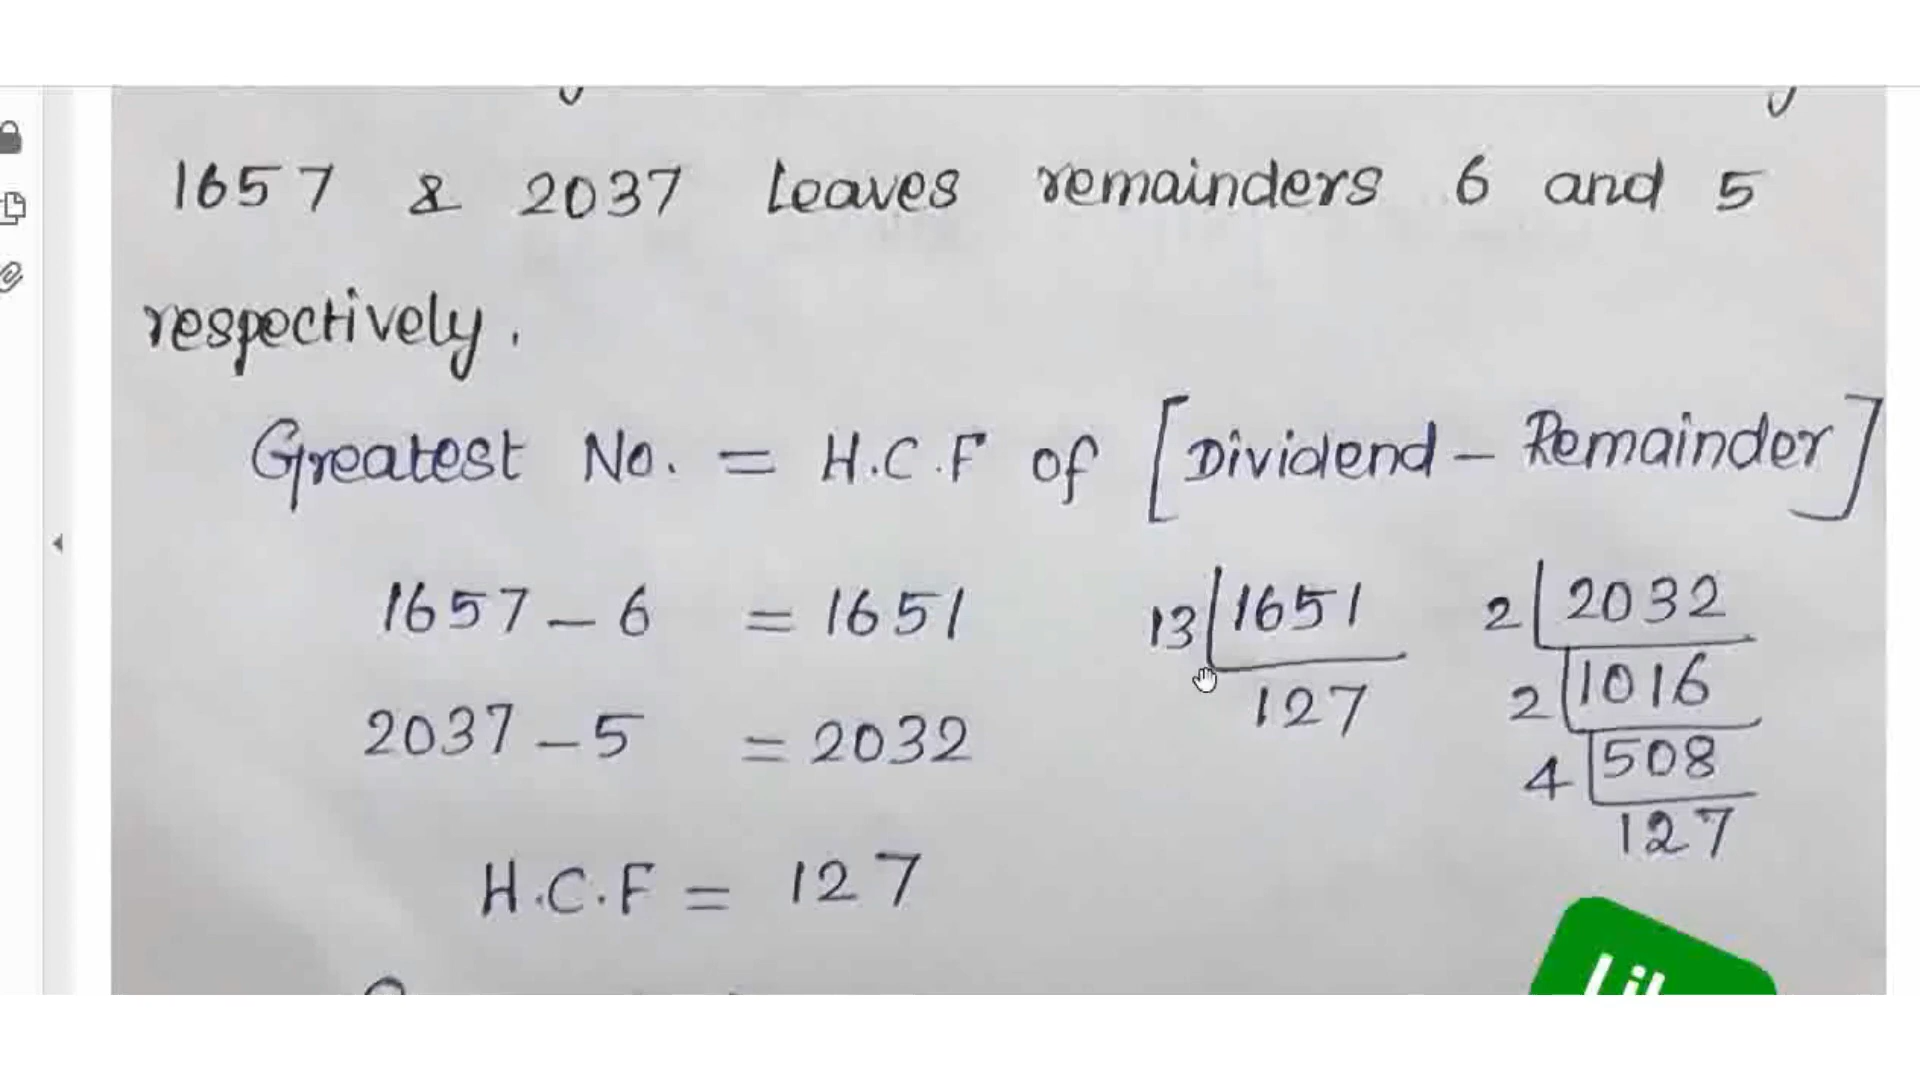 1657 & 2037 leaves remainders 6 and 5
respectively.
Greatest No. = H.C.F of [Dividend - Remainder]
1657 - 6 = 1651
2037 - 5 = 2032
H.C.F = 127
13 1651
127
2 2032
2 1016
4 508
127